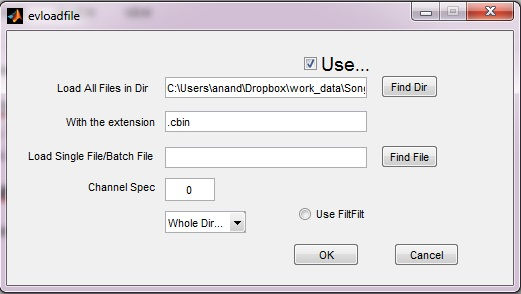 evloadfile
Use...
Load All Files in Dir C:\Users\anand\Dropbox\work_data\Song Find Dir
With the extension .cbin
Load Single File/Batch File Find File
Channel Spec 0
Whole Dir... Use FiltFilt
OK Cancel